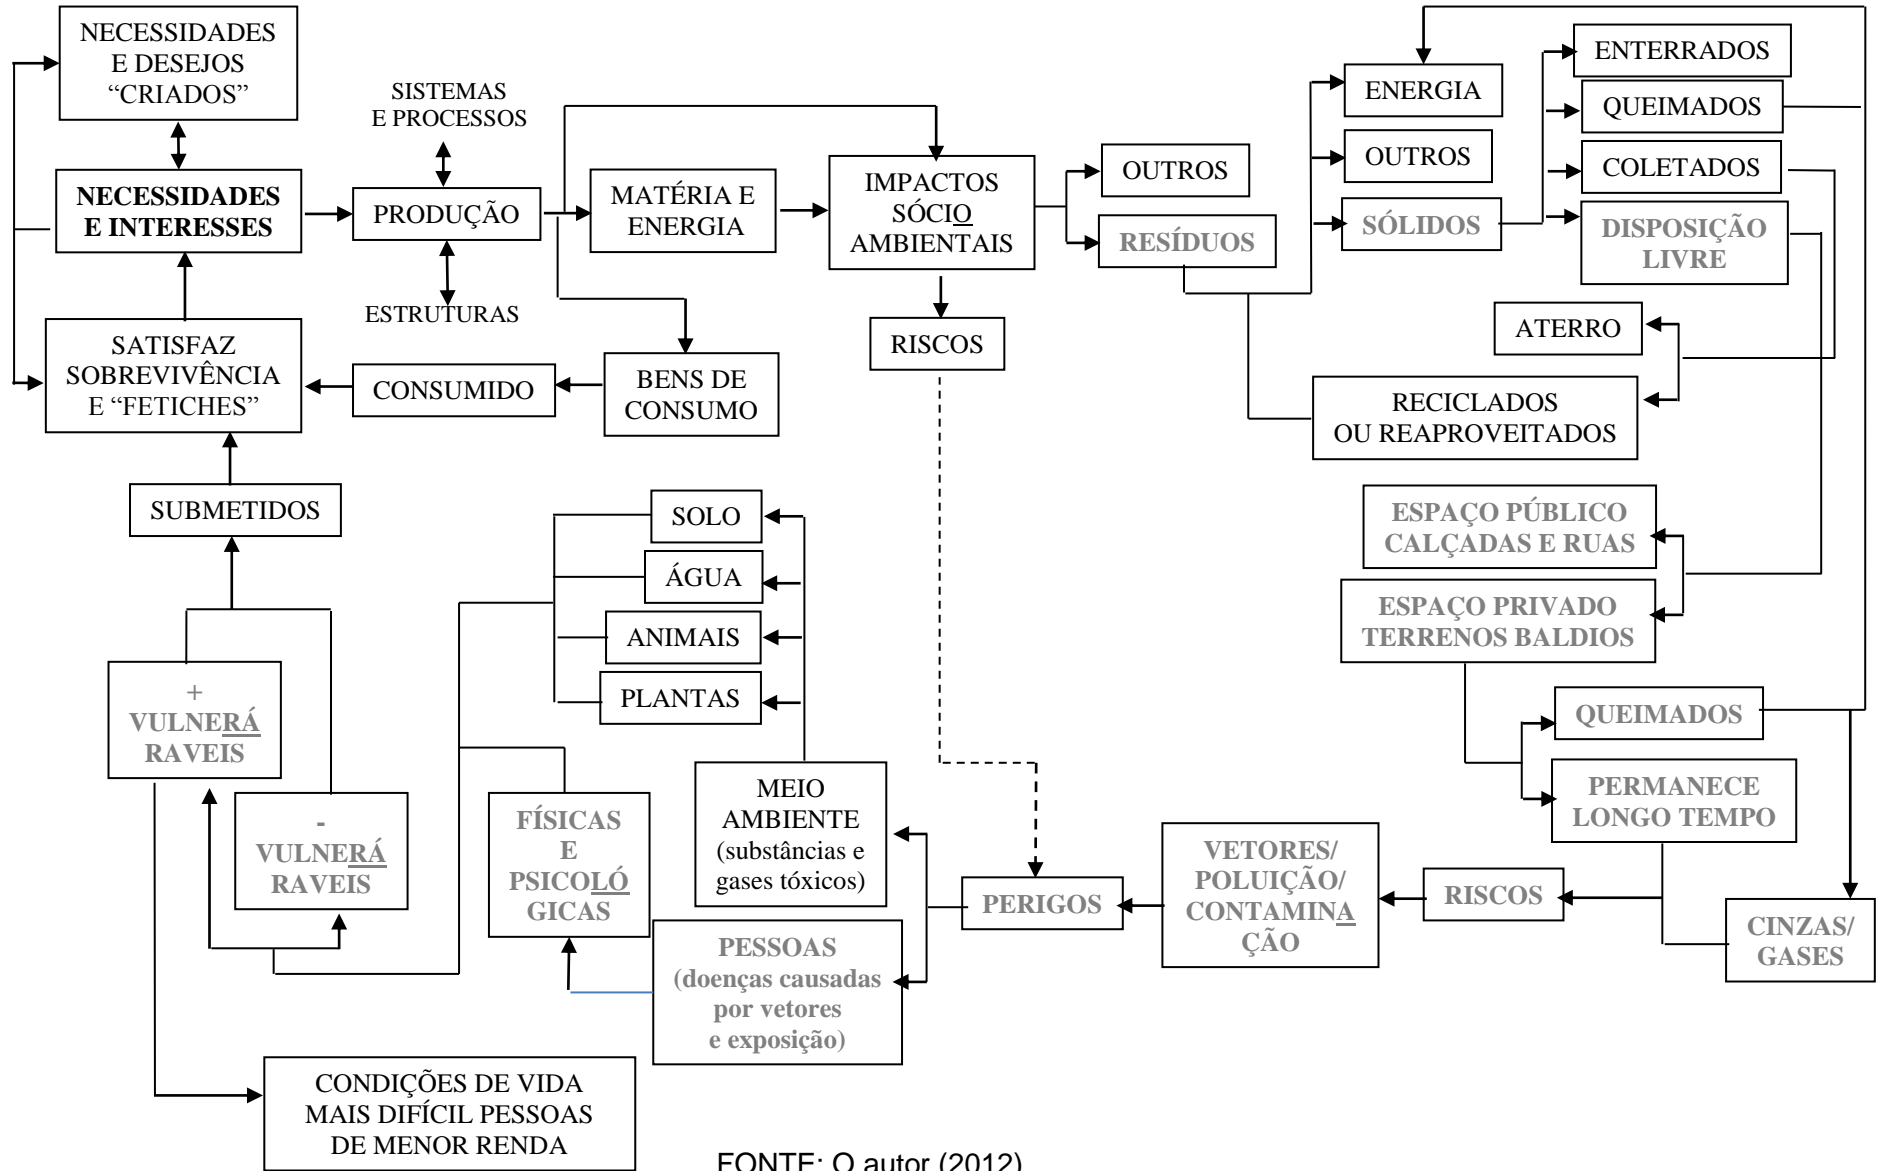 NECESSIDADES
E DESEJOS
“CRIADOS”
SISTEMAS
E PROCESSOS
NECESSIDADES
E INTERESSES
PRODUÇÃO
ESTRUTURAS
MATÉRIA E
ENERGIA
IMPACTOS
SÓCIO
AMBIENTAIS
OUTROS
RESÍDUOS
ENERGIA
OUTROS
SÓLIDOS
ENTERRADOS
QUEIMADOS
COLETADOS
DISPOSIÇÃO
LIVRE
SATISFAZ
SOBREVIVÊNCIA
E “FETICHES”
CONSUMIDO
BENS DE
CONSUMO
RISCOS
ATERRO
RECICLADOS
OU REAPROVEITADOS
SUBMETIDOS
SOLO
ÁGUA
ANIMAIS
PLANTAS
ESPAÇO PÚBLICO
CALÇADAS E RUAS
ESPAÇO PRIVADO
TERRENOS BALDIOS
+
VULNERÁ
RAVEIS
-
VULNERÁ
RAVEIS
FÍSICAS
E
PSICOLÓ
GICAS
MEIO
AMBIENTE
(substâncias e
gases tóxicos)
PESSOAS
(doenças causadas
por vetores
e exposição)
PERIGOS
VETORES/
POLUIÇÃO/
CONTAMINA
ÇÃO
RISCOS
QUEIMADOS
PERMANECE
LONGO TEMPO
CINZAS/
GASES
CONDIÇÕES DE VIDA
MAIS DIFÍCIL PESSOAS
DE MENOR RENDA
FONTE: O autor (2012)